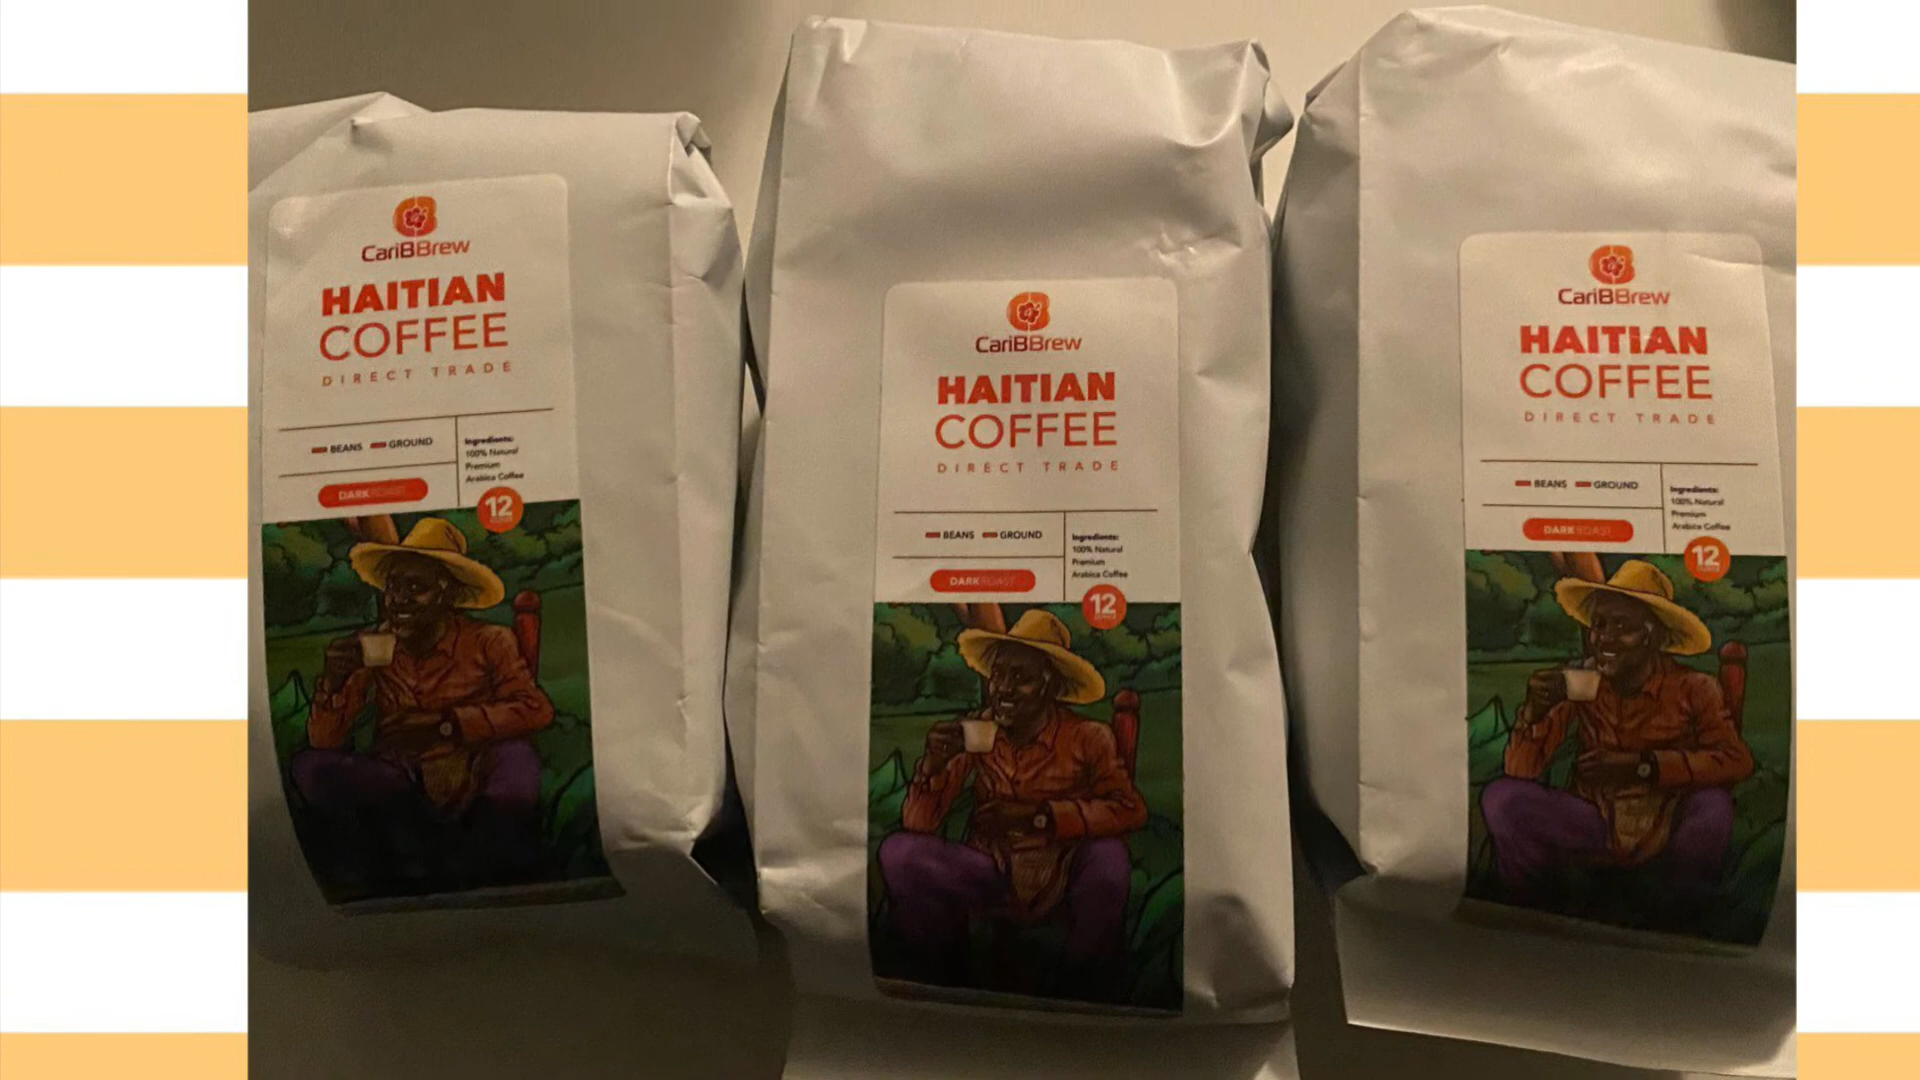 CariBBrew
HAITIAN
COFFEE
DIRECT TRADE
BEANS GROUND
Ingredients:
100% Natural
Premium
Arabica Coffee
DARK ROAST
12
CariBBrew
HAITIAN
COFFEE
DIRECT TRADE
BEANS GROUND
Ingredients:
100% Natural
Premium
Arabica Coffee
DARK ROAST
12
CariBBrew
HAITIAN
COFFEE
DIRECT TRADE
BEANS GROUND
Ingredients:
100% Natural
Premium
Arabica Coffee
DARK ROAST
12